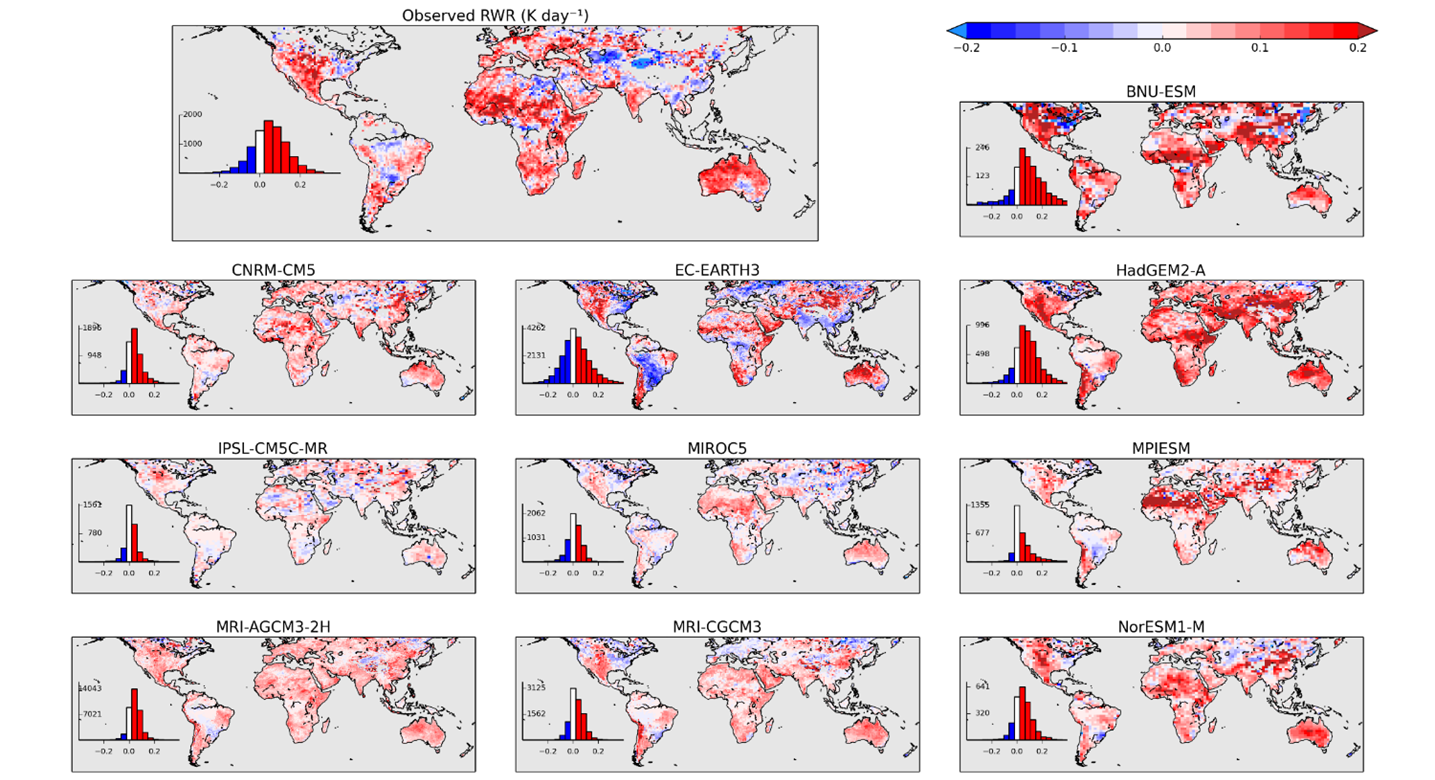 Observed RWR (K day⁻¹)
2000
1000
−0.2 0.0 0.2
−0.2 −0.1 0.0 0.1 0.2
BNU-ESM
246
123
−0.2 0.0 0.2
CNRM-CM5
1896
948
−0.2 0.0 0.2
EC-EARTH3
4262
2131
−0.2 0.0 0.2
HadGEM2-A
996
498
−0.2 0.0 0.2
IPSL-CM5C-MR
1561
780
−0.2 0.0 0.2
MIROC5
2062
1031
−0.2 0.0 0.2
MPIESM
1355
677
−0.2 0.0 0.2
MRI-AGCM3-2H
14043
7021
−0.2 0.0 0.2
MRI-CGCM3
3125
1562
−0.2 0.0 0.2
NorESM1-M
641
320
−0.2 0.0 0.2